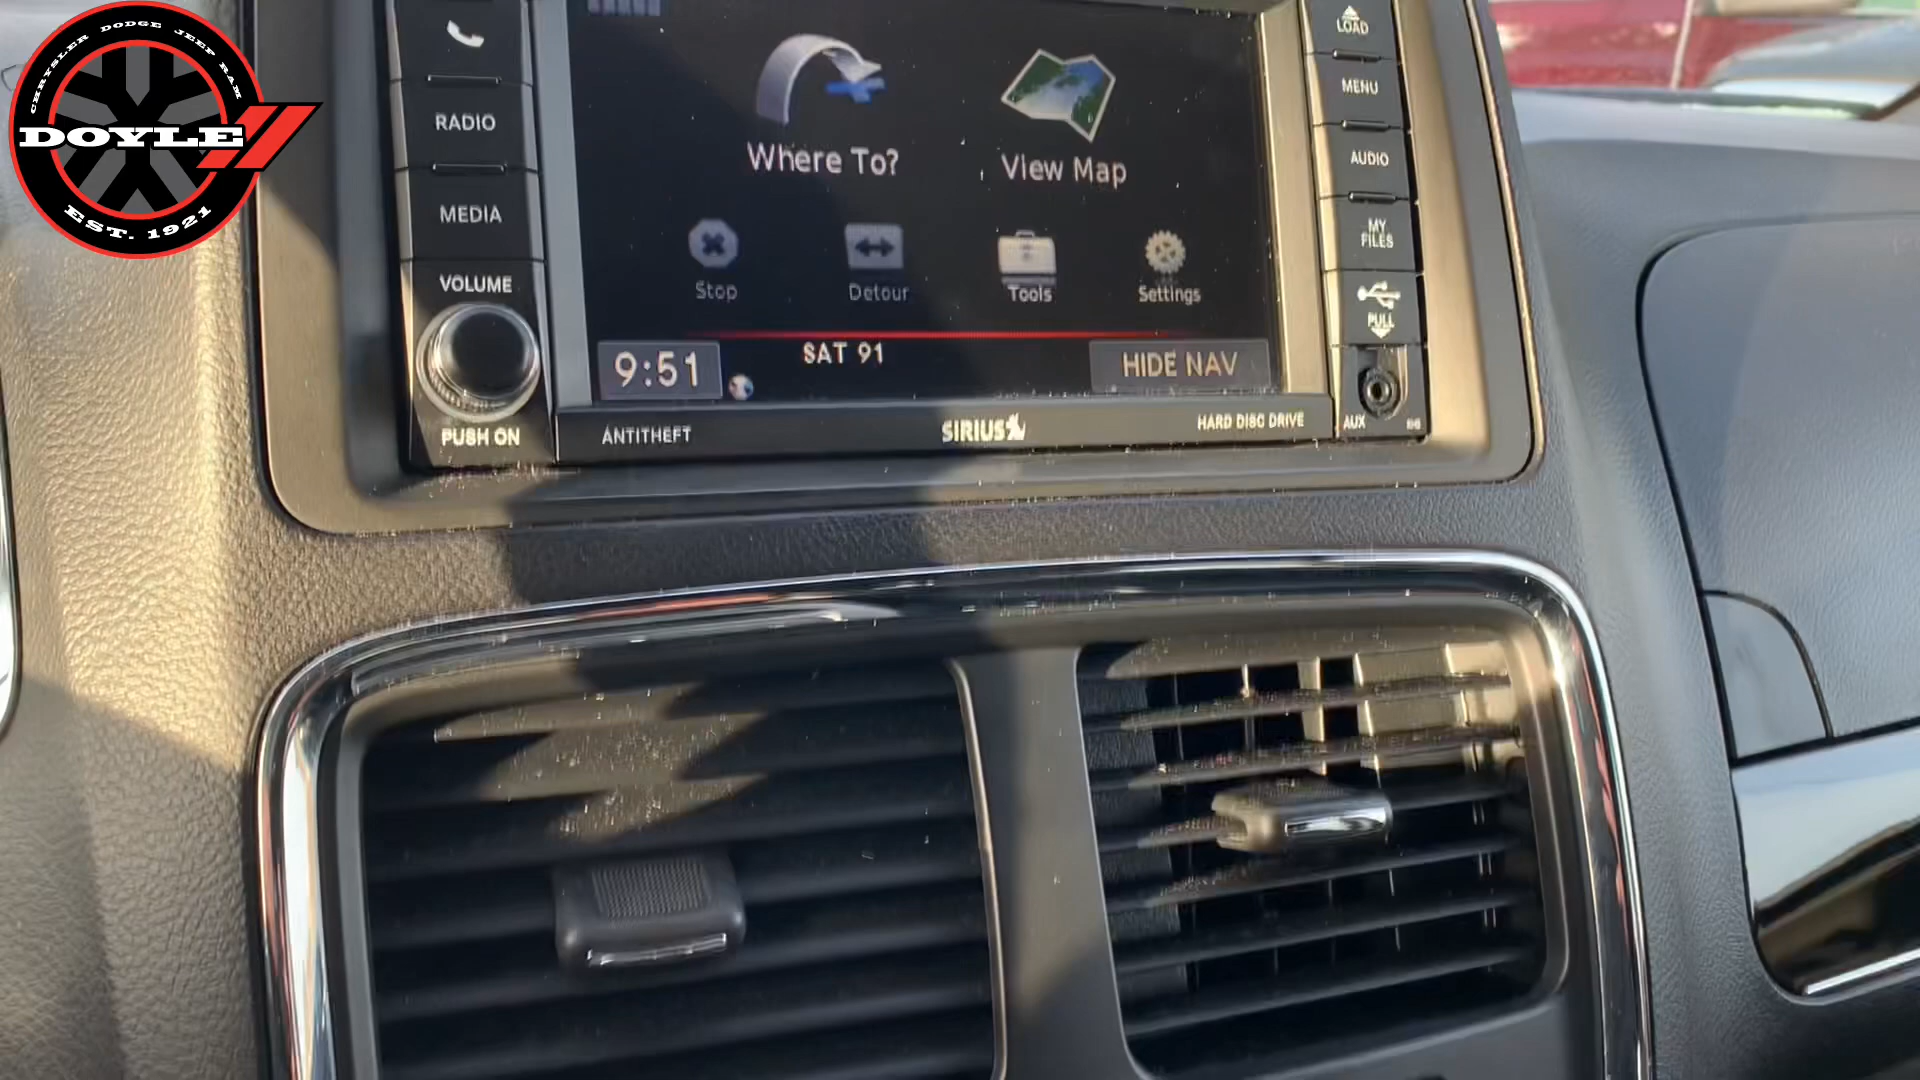 CHRYSLER DODGE JEEP RAM
DOYLE
EST. 1921
RADIO
MEDIA
VOLUME
PUSH ON
Where To?
View Map
Stop
Detour
Tools
Settings
9:51
SAT 91
HIDE NAV
ANTITHEFT
SIRIUS
HARD DISC DRIVE
LOAD
MENU
AUDIO
MY
FILES
PULL
AUX